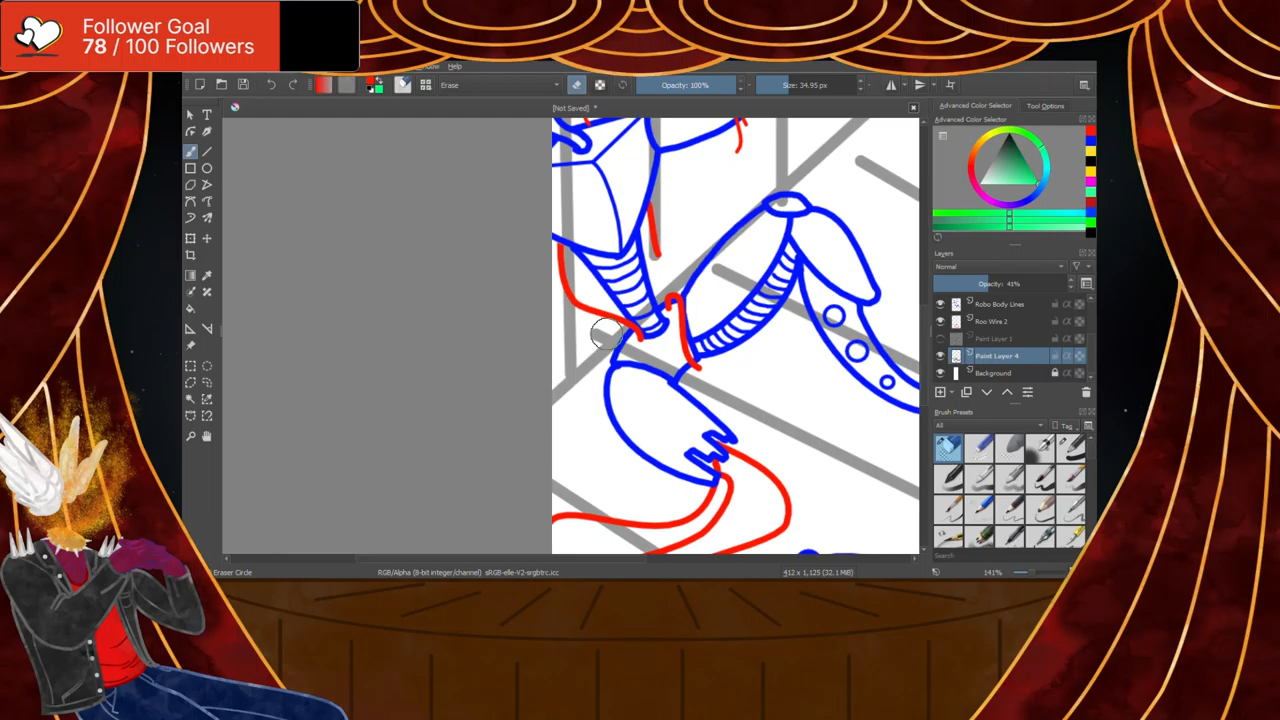 Follower Goal
78 / 100 Followers
Help
Erase
Opacity: 100%
Size: 34.95 px
[Not Saved] *
Advanced Color Selector
Tool Options
Advanced Color Selector
Layers
Normal
Opacity: 41%
Robo Body Lines
Roo Wire 2
Paint Layer 1
Paint Layer 4
Background
Brush Presets
All
Tag
Search
Eraser Circle
RGB/Alpha (8-bit integer/channel) sRGB-elle-V2-srgbtrc.icc
412 x 1,125 (32.1 MiB)
141%